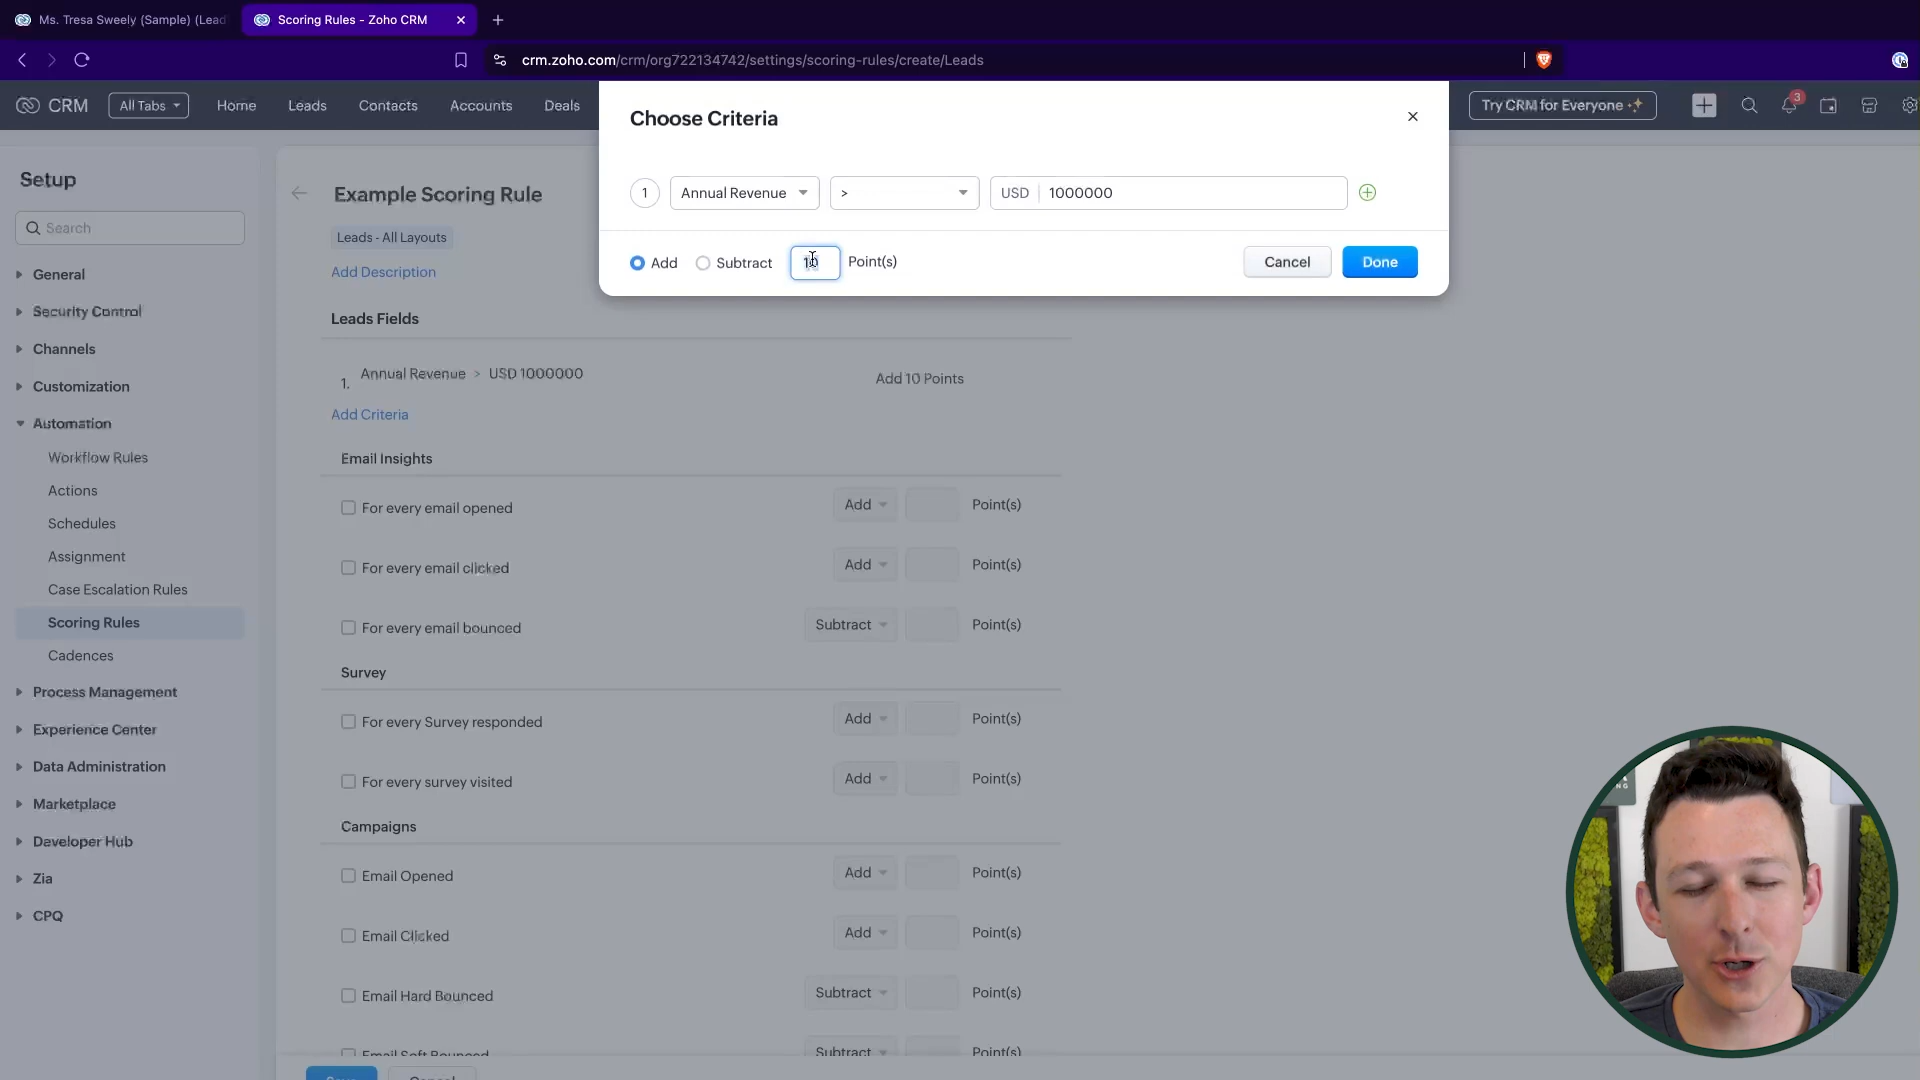 Ms. Tresa Sweely (Sample) (Lead
Scoring Rules - Zoho CRM
crm.zoho.com/crm/org722134742/settings/scoring-rules/create/Leads
CRM
All Tabs
Home
Leads
Contacts
Accounts
Deals
Try CRM for Everyone
3
Choose Criteria
1
Annual Revenue
>
USD
1000000
Add
Subtract
10
Point(s)
Cancel
Done
Setup
Search
General
Security Control
Channels
Customization
Automation
Workflow Rules
Actions
Schedules
Assignment
Case Escalation Rules
Scoring Rules
Cadences
Process Management
Experience Center
Data Administration
Marketplace
Developer Hub
Zia
CPQ
Example Scoring Rule
Leads - All Layouts
Add Description
Leads Fields
1. Annual Revenue > USD 1000000 Add 10 Points
Add Criteria
Email Insights
For every email opened Add Point(s)
For every email clicked Add Point(s)
For every email bounced Subtract Point(s)
Survey
For every Survey responded Add Point(s)
For every survey visited Add Point(s)
Campaigns
Email Opened Add Point(s)
Email Clicked Add Point(s)
Email Hard Bounced Subtract Point(s)
Email Soft Bounced Subtract Point(s)
Save
Cancel